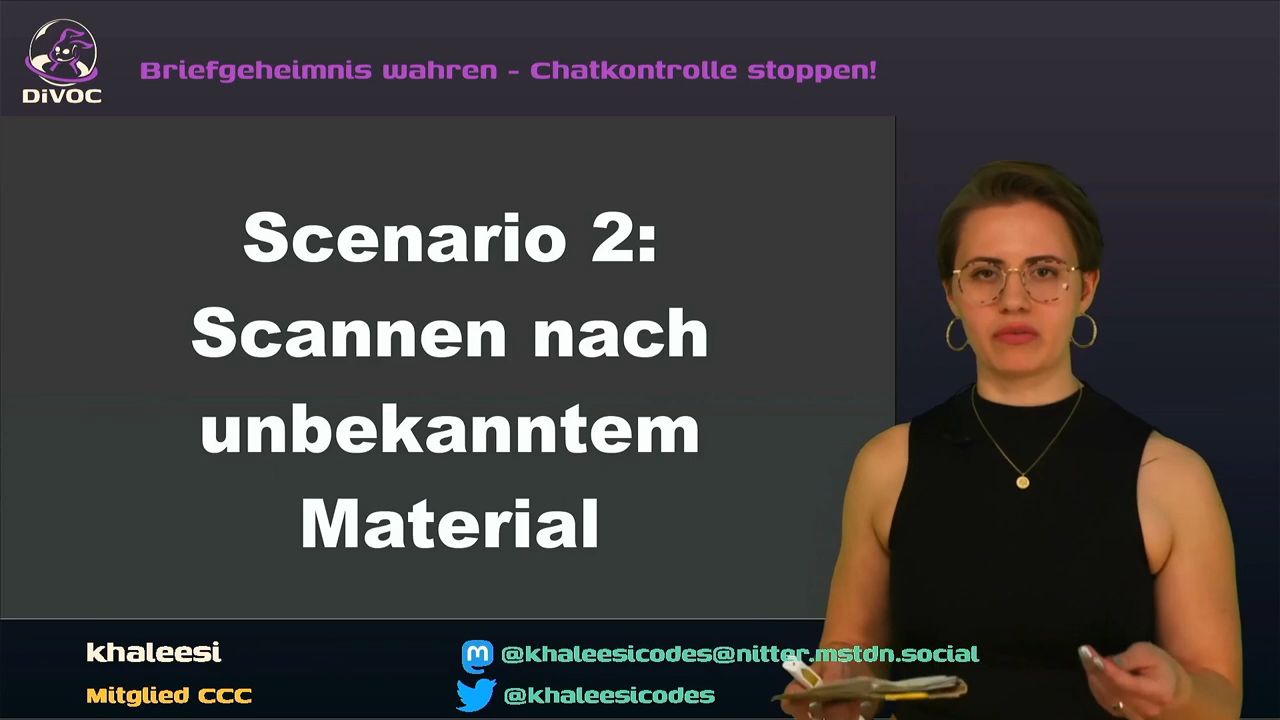 DiVOC
Briefgeheimnis wahren - Chatkontrolle stoppen!
Scenario 2:
Scannen nach
unbekanntem
Material
khaleesi
@khaleesicodes@nitter.mstdn.social
Mitglied CCC
@khaleesicodes